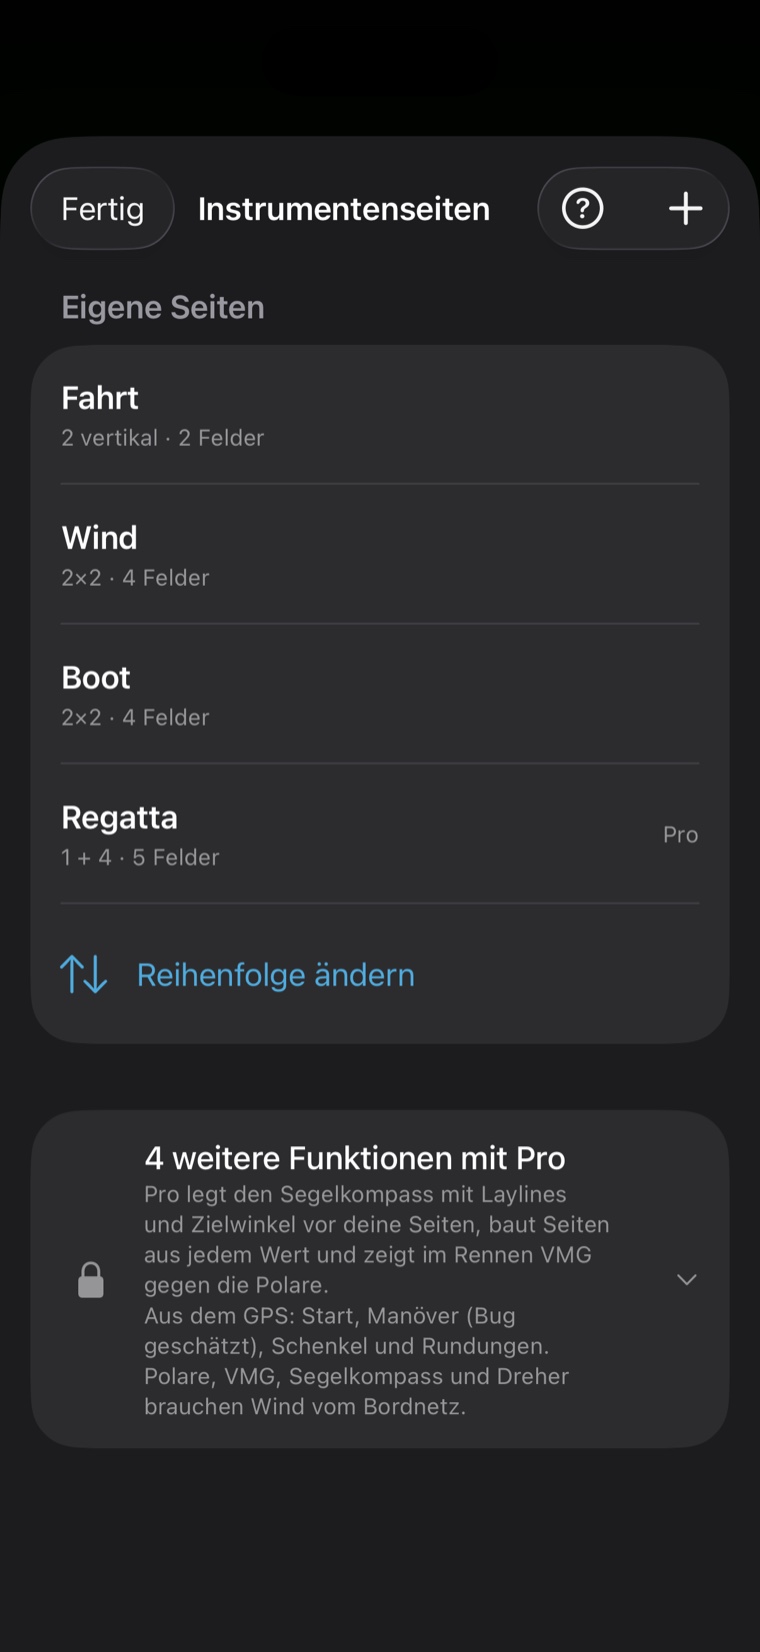 Fertig
Instrumentenseiten
Eigene Seiten
Fahrt
2 vertikal · 2 Felder
Wind
2×2 · 4 Felder
Boot
2×2 · 4 Felder
Regatta
1 + 4 · 5 Felder
Pro
Reihenfolge ändern
4 weitere Funktionen mit Pro
Pro legt den Segelkompass mit Laylines
und Zielwinkel vor deine Seiten, baut Seiten
aus jedem Wert und zeigt im Rennen VMG
gegen die Polare.
Aus dem GPS: Start, Manöver (Bug
geschätzt), Schenkel und Rundungen.
Polare, VMG, Segelkompass und Dreher
brauchen Wind vom Bordnetz.